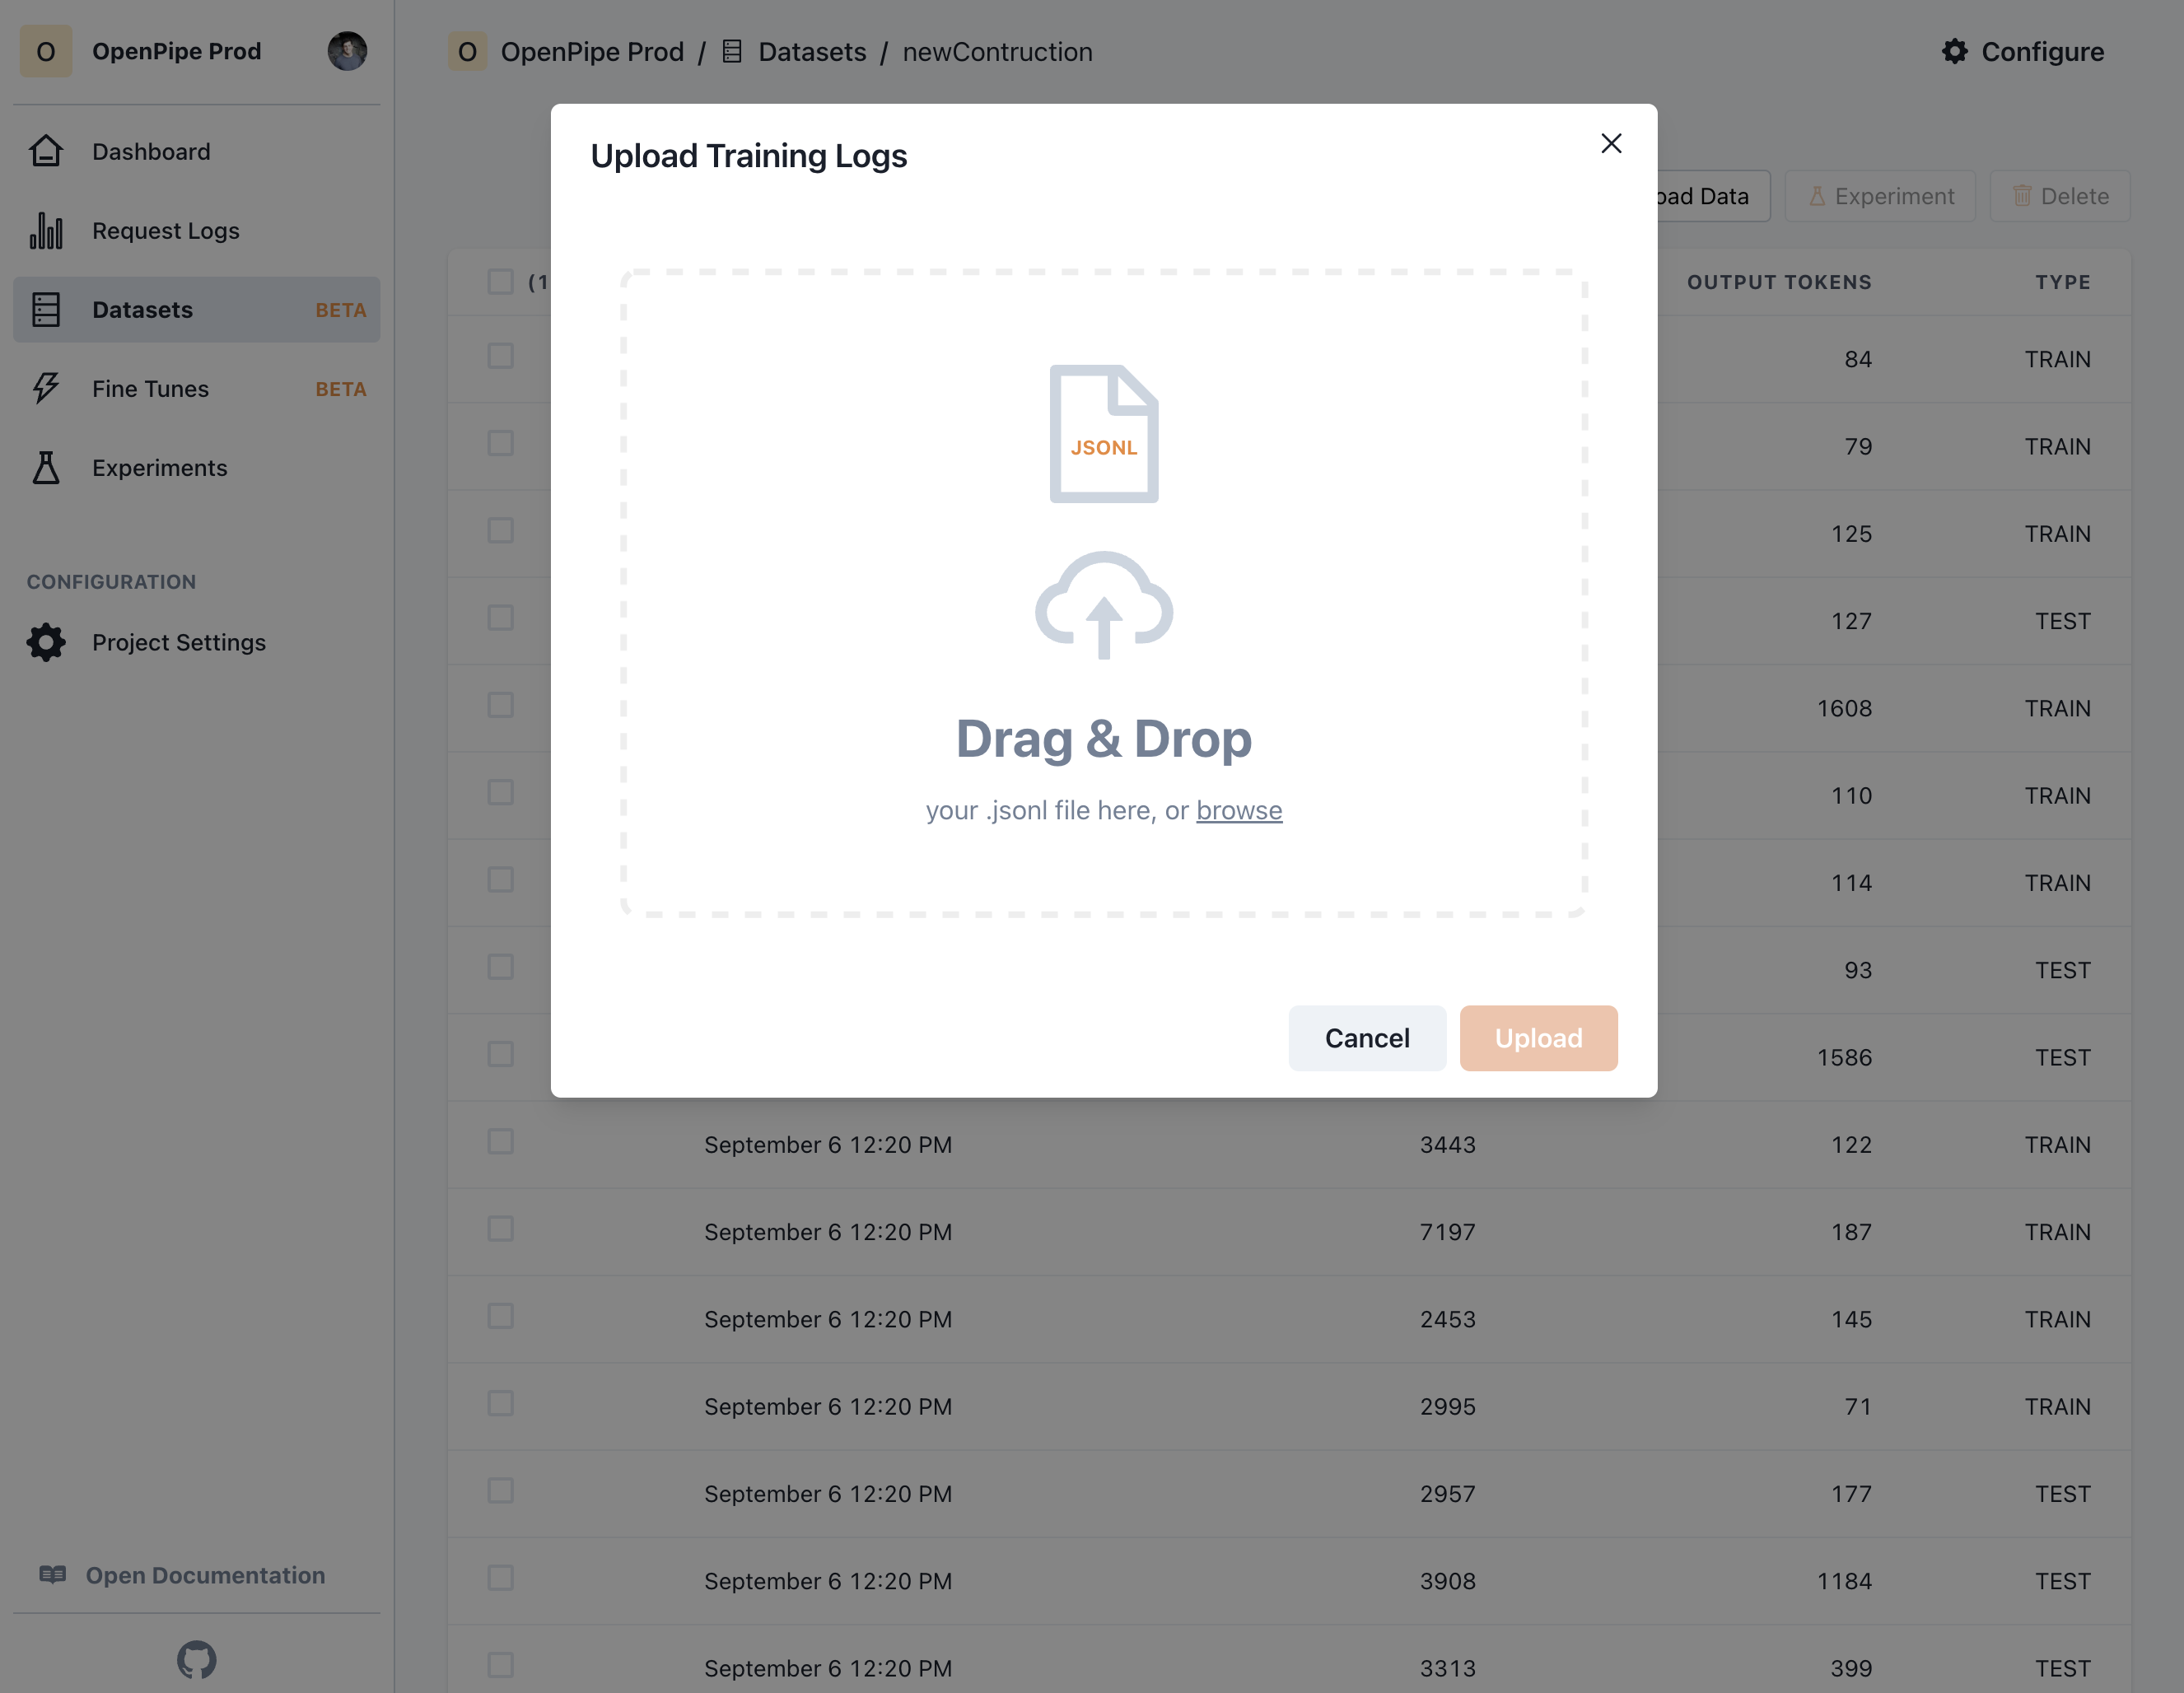 O OpenPipe Prod
Dashboard
Request Logs
Datasets BETA
Fine Tunes BETA
Experiments
CONFIGURATION
Project Settings
Open Documentation
O OpenPipe Prod / Datasets / newContruction
Configure
Upload Training Logs
JSONL
Drag & Drop
your .jsonl file here, or browse
Cancel Upload
Data Experiment Delete
(1 OUTPUT TOKENS TYPE
84 TRAIN
79 TRAIN
125 TRAIN
127 TEST
1608 TRAIN
110 TRAIN
114 TRAIN
93 TEST
1586 TEST
September 6 12:20 PM 3443 122 TRAIN
September 6 12:20 PM 7197 187 TRAIN
September 6 12:20 PM 2453 145 TRAIN
September 6 12:20 PM 2995 71 TRAIN
September 6 12:20 PM 2957 177 TEST
September 6 12:20 PM 3908 1184 TEST
September 6 12:20 PM 3313 399 TEST